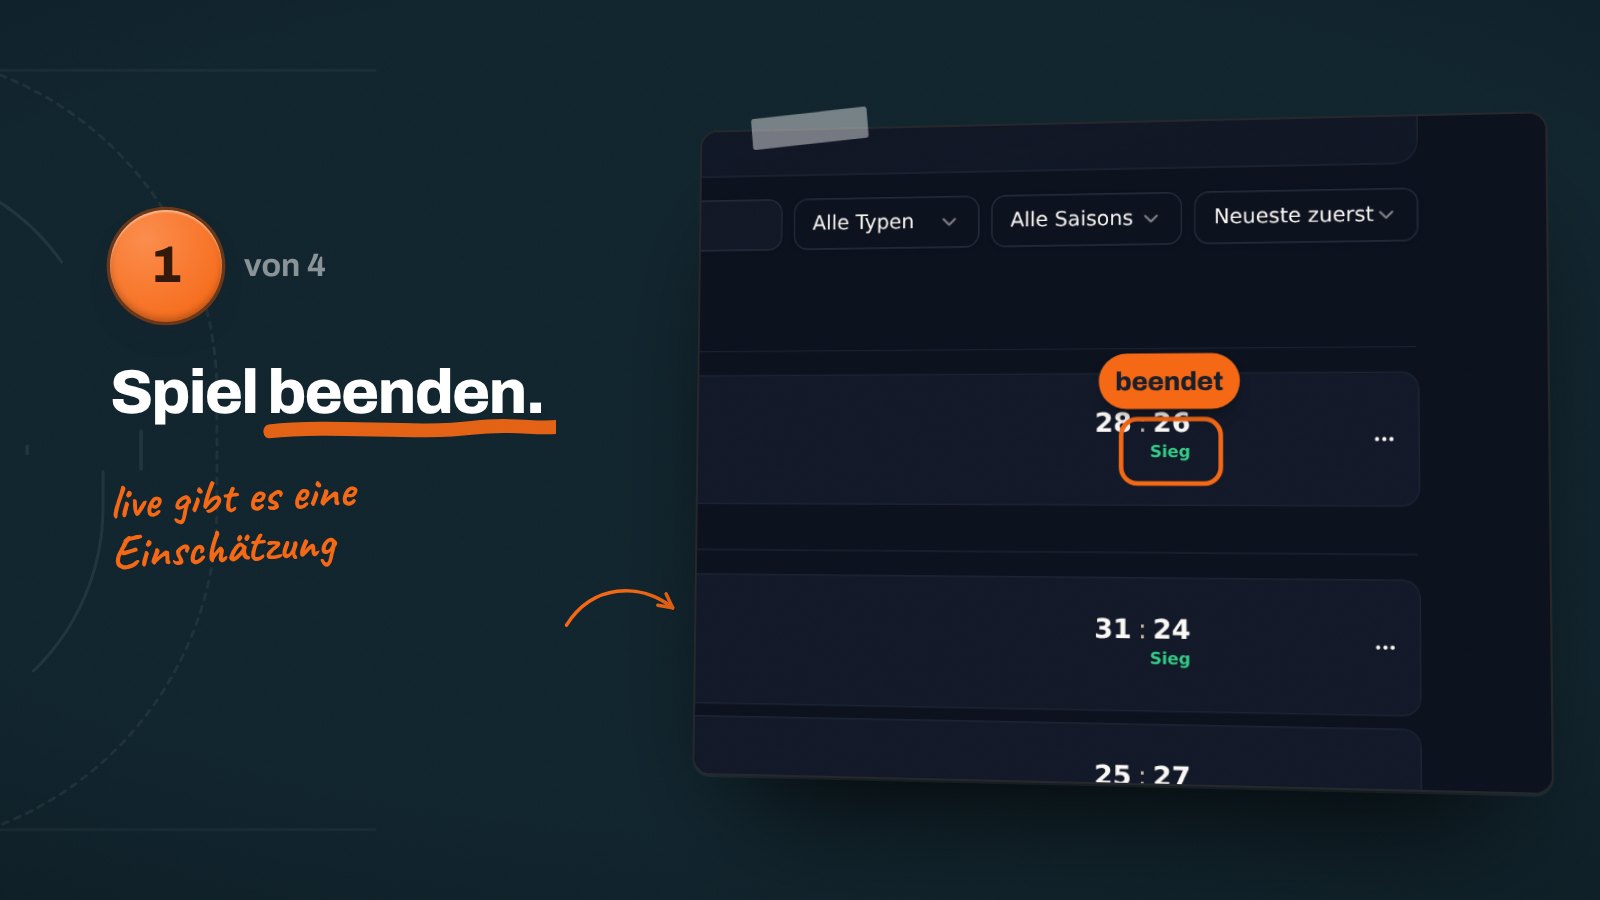 1
von 4
Spiel beenden.
live gibt es eine
Einschätzung
Alle Typen
Alle Saisons
Neueste zuerst
beendet
28 : 26
Sieg
...
31 : 24
Sieg
...
25 : 27